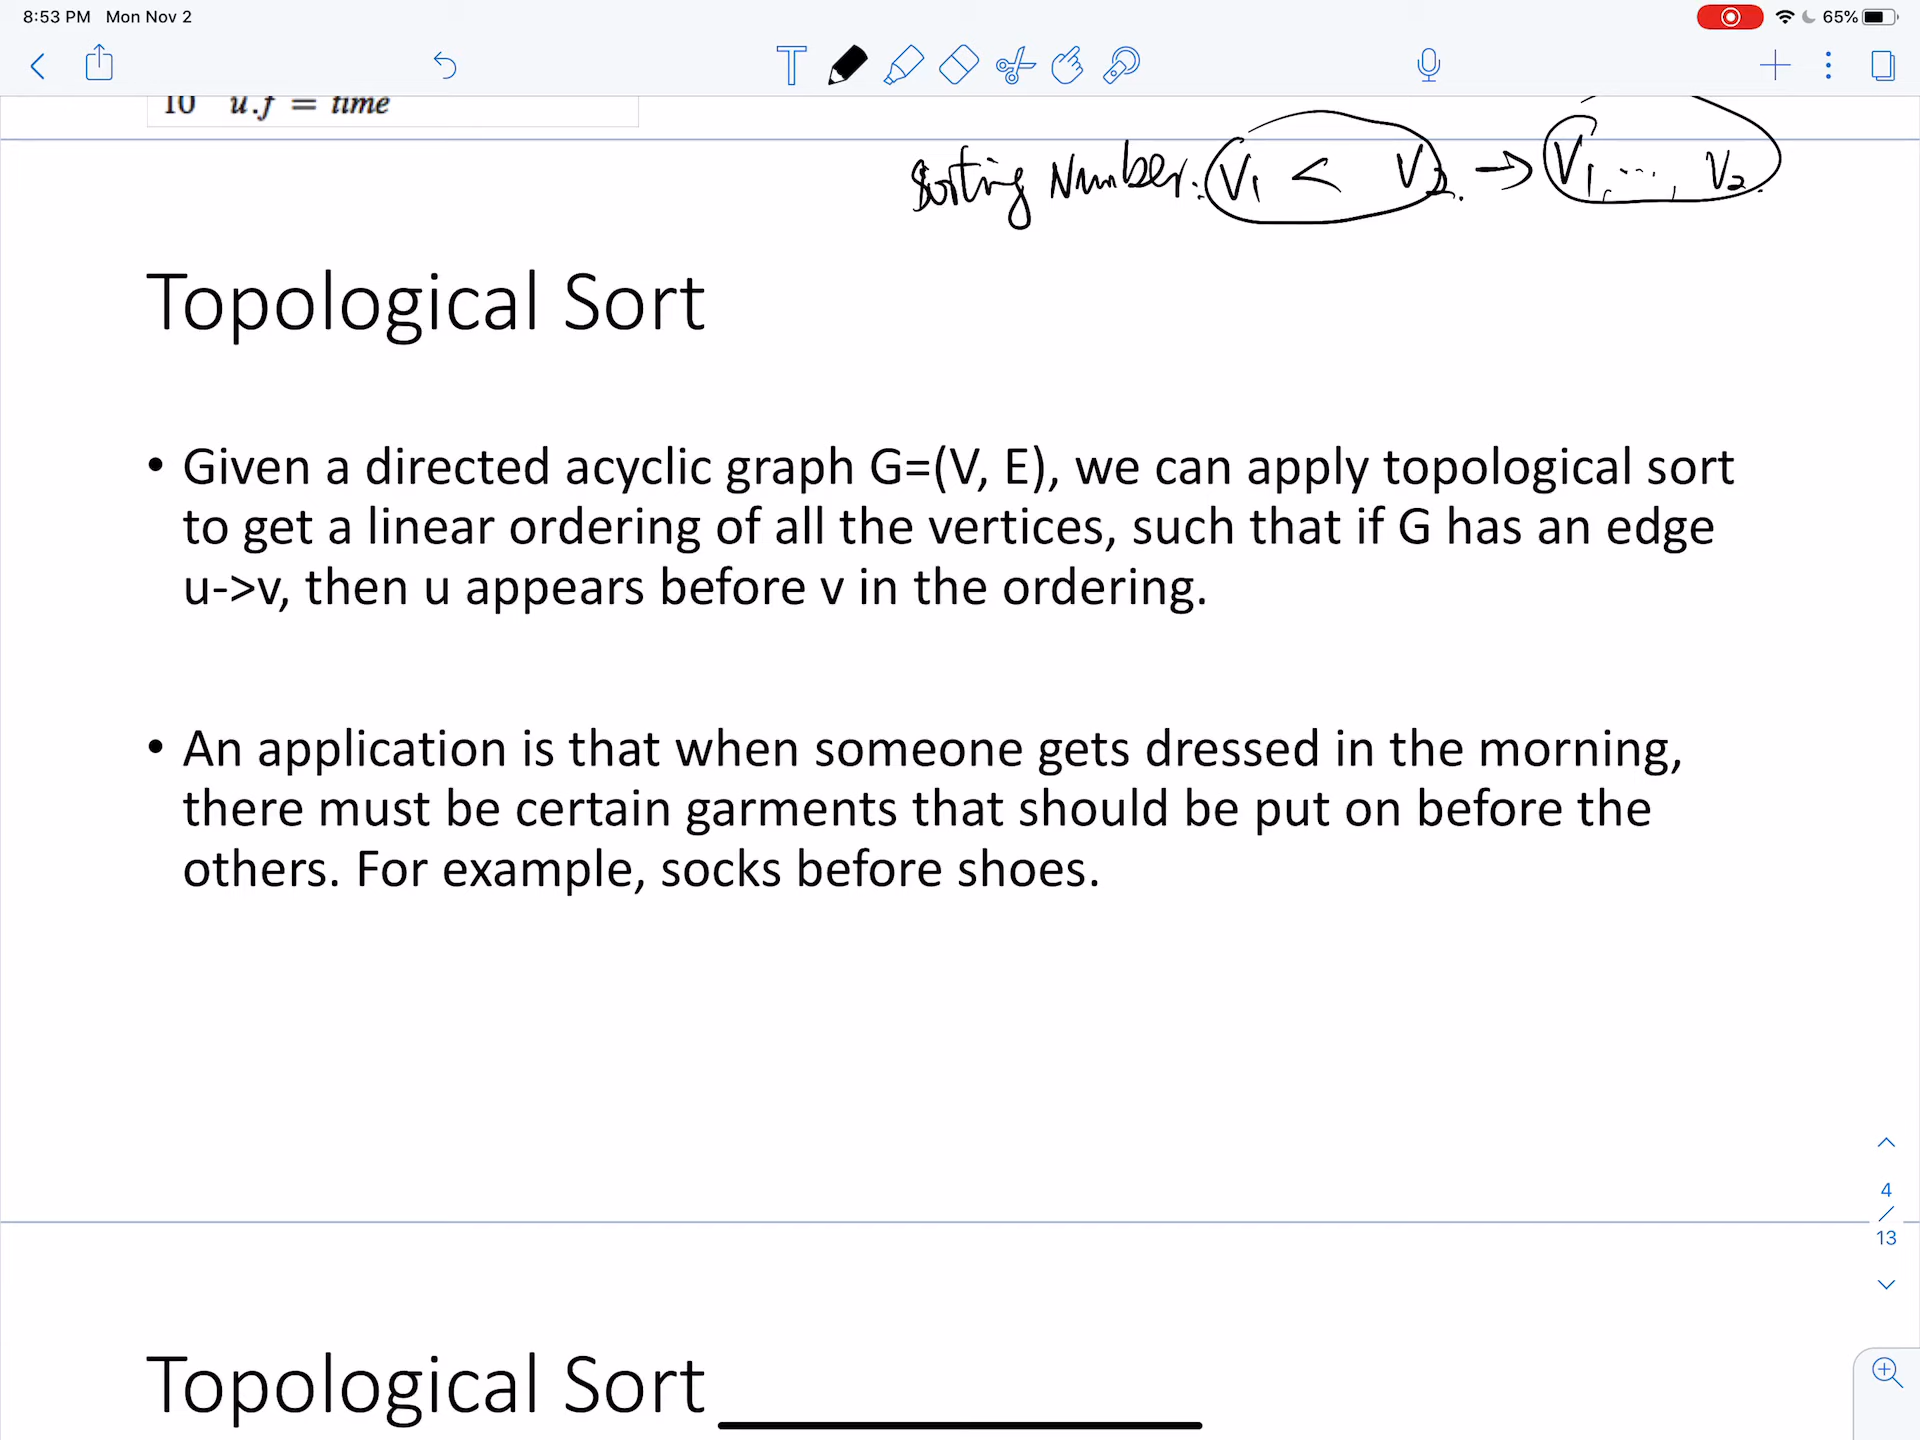 8:53 PM Mon Nov 2
65%
10 u.f = time
Sorting Number: V1 < V2. → V1, ..., V2.
Topological Sort
• Given a directed acyclic graph G=(V, E), we can apply topological sort
to get a linear ordering of all the vertices, such that if G has an edge
u->v, then u appears before v in the ordering.
• An application is that when someone gets dressed in the morning,
there must be certain garments that should be put on before the
others. For example, socks before shoes.
4
/
13
Topological Sort